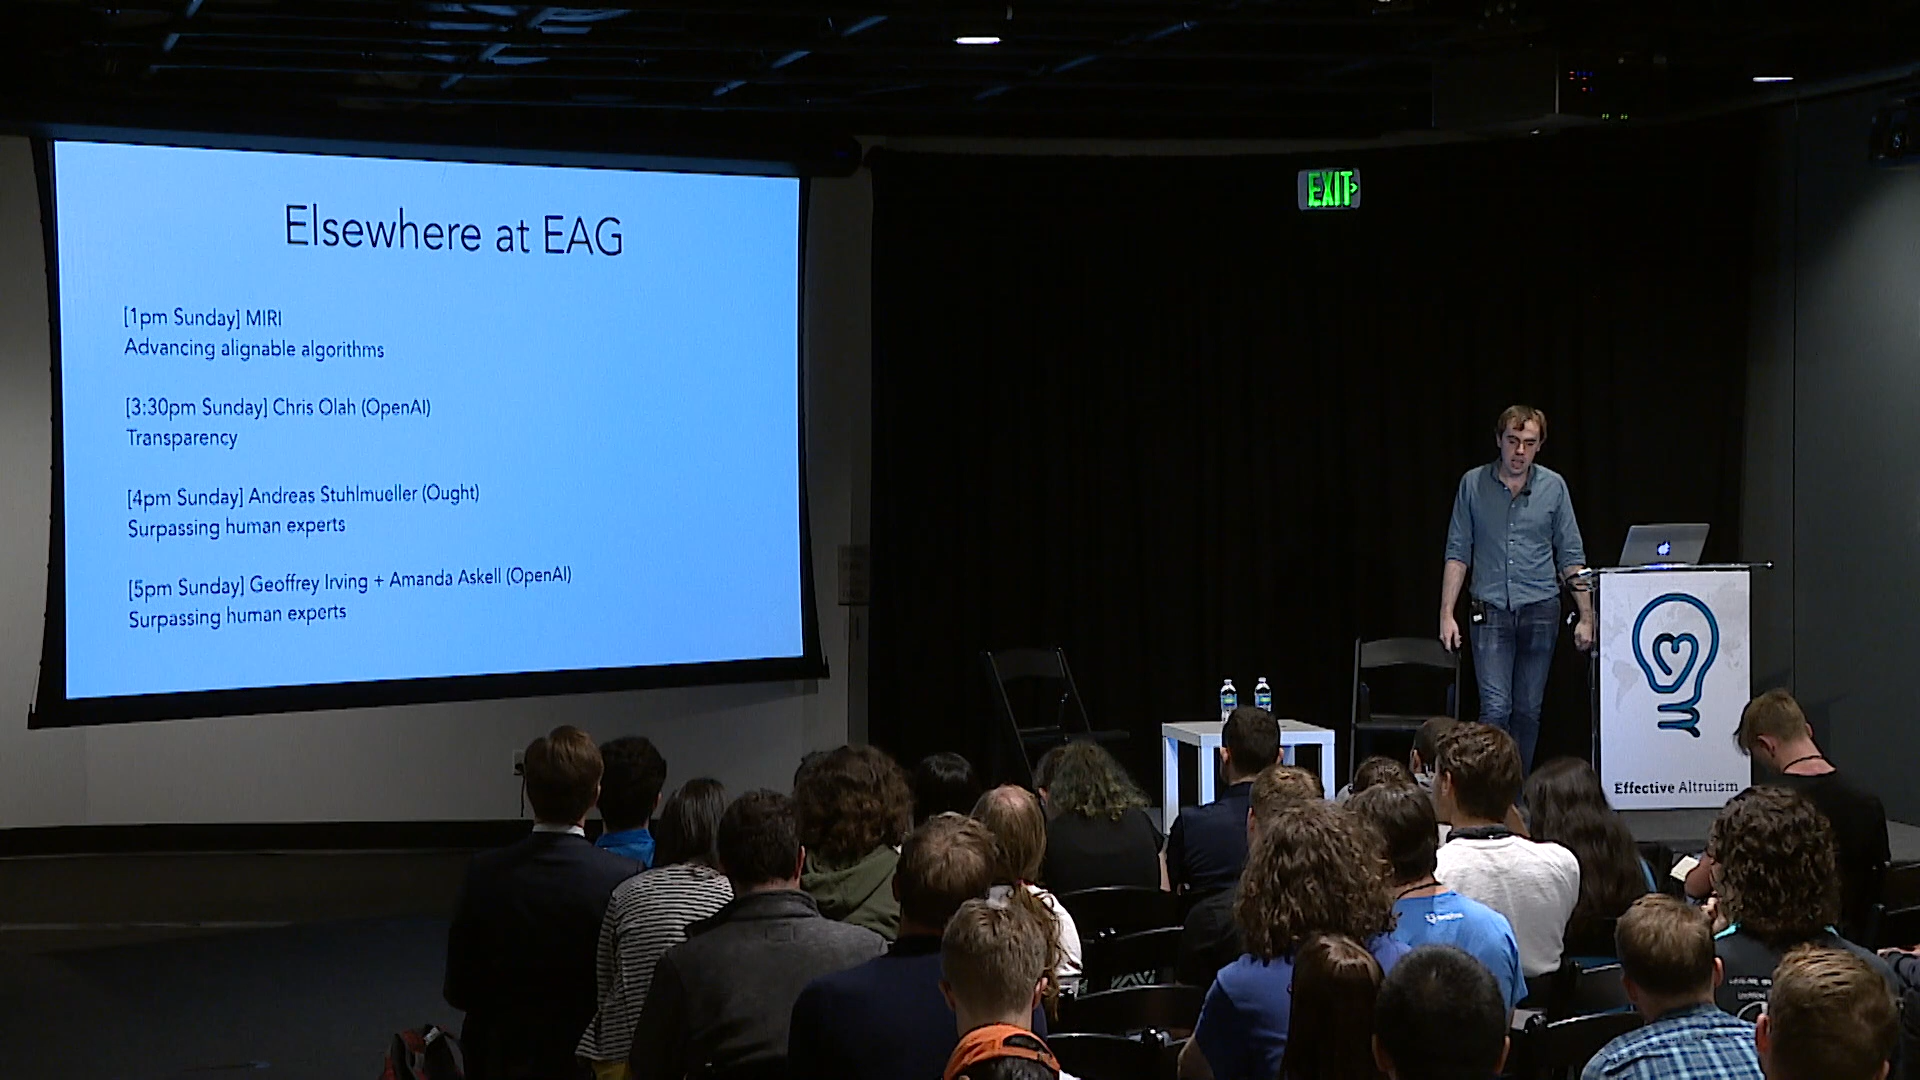 Elsewhere at EAG
[1pm Sunday] MIRI
Advancing alignable algorithms
[3:30pm Sunday] Chris Olah (OpenAI)
Transparency
[4pm Sunday] Andreas Stuhlmueller (Ought)
Surpassing human experts
[5pm Sunday] Geoffrey Irving + Amanda Askell (OpenAI)
Surpassing human experts
EXIT
Effective Altruism